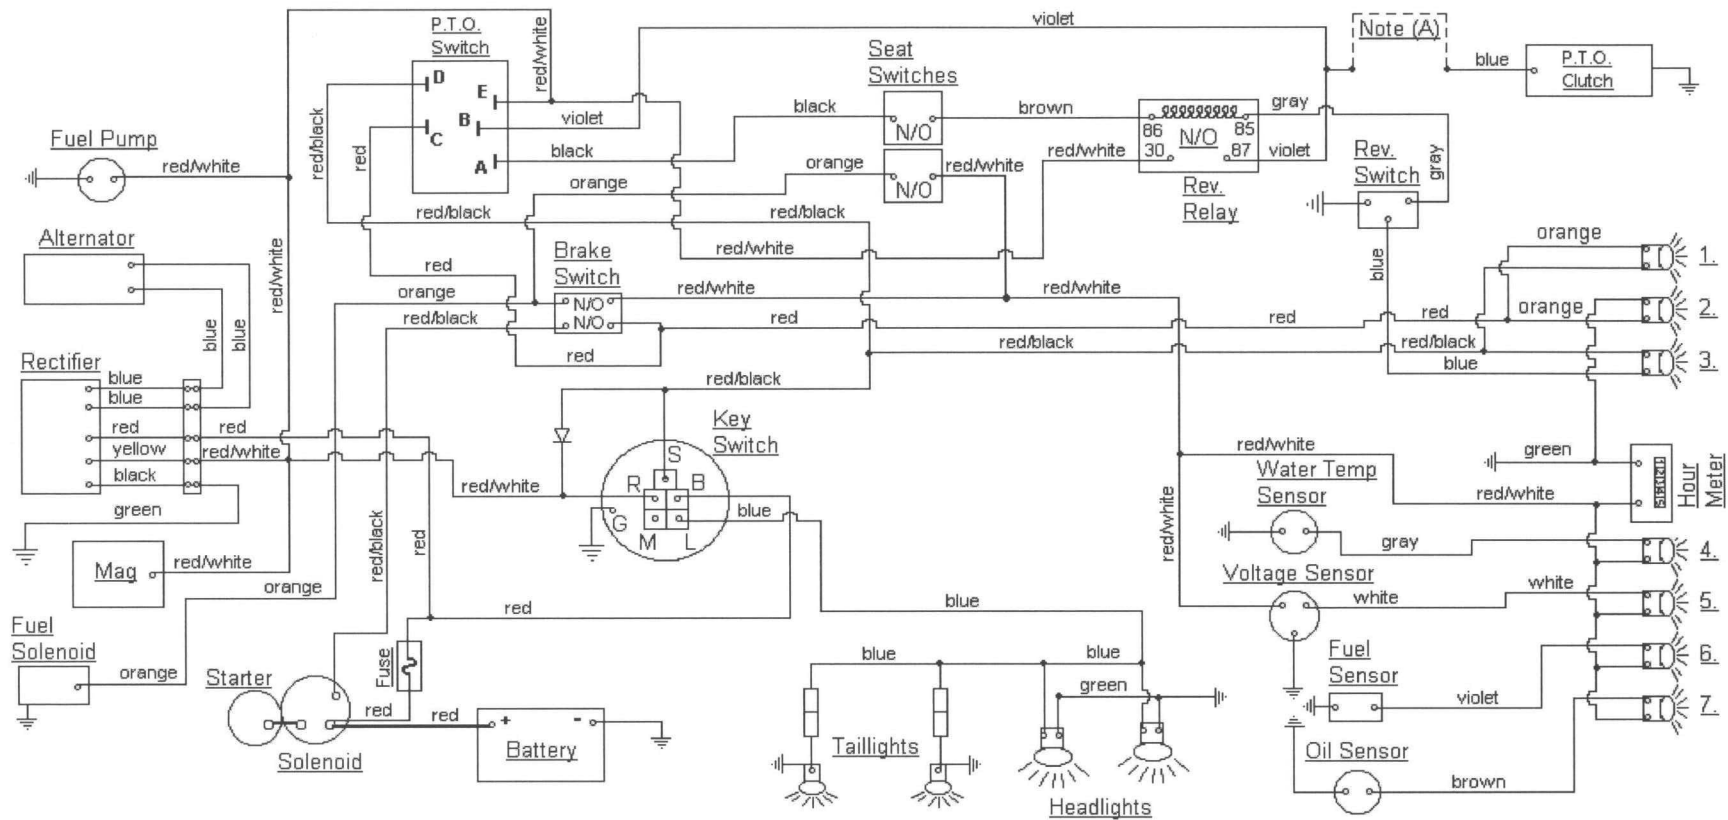 violet
P.T.O.
Switch
red/white
Note (A)
Seat
Switches
blue
P.T.O.
Clutch
D
E
B
C
A
violet
black
black
N/O
brown
gray
86
85
N/O
30
87
violet
Rev.
Relay
Rev.
Switch
gray
Fuel Pump
red/white
red/black
red
orange
orange
N/O
red/white
red/white
red/black
red/black
Alternator
red/white
blue
blue
Brake
Switch
red
orange
red/black
N/O
N/O
red/white
red/white
red/white
blue
orange
1.
orange
2.
red
red
red
red
red/black
red/black
blue
3.
Rectifier
blue
blue
red
red
yellow
red/white
black
green
red/black
Key
Switch
S
R
B
G
M
L
blue
red/white
red/white
Water Temp
Sensor
green
red/white
Hour
Meter
gray
4.
Mag
red/white
orange
red/black
red
red
red/white
Voltage Sensor
white
white
5.
Fuel
Solenoid
orange
Starter
Solenoid
Fuse
red
red
+
-
Battery
blue
blue
blue
green
Taillights
Headlights
Fuel
Sensor
violet
6.
7.
Oil Sensor
brown